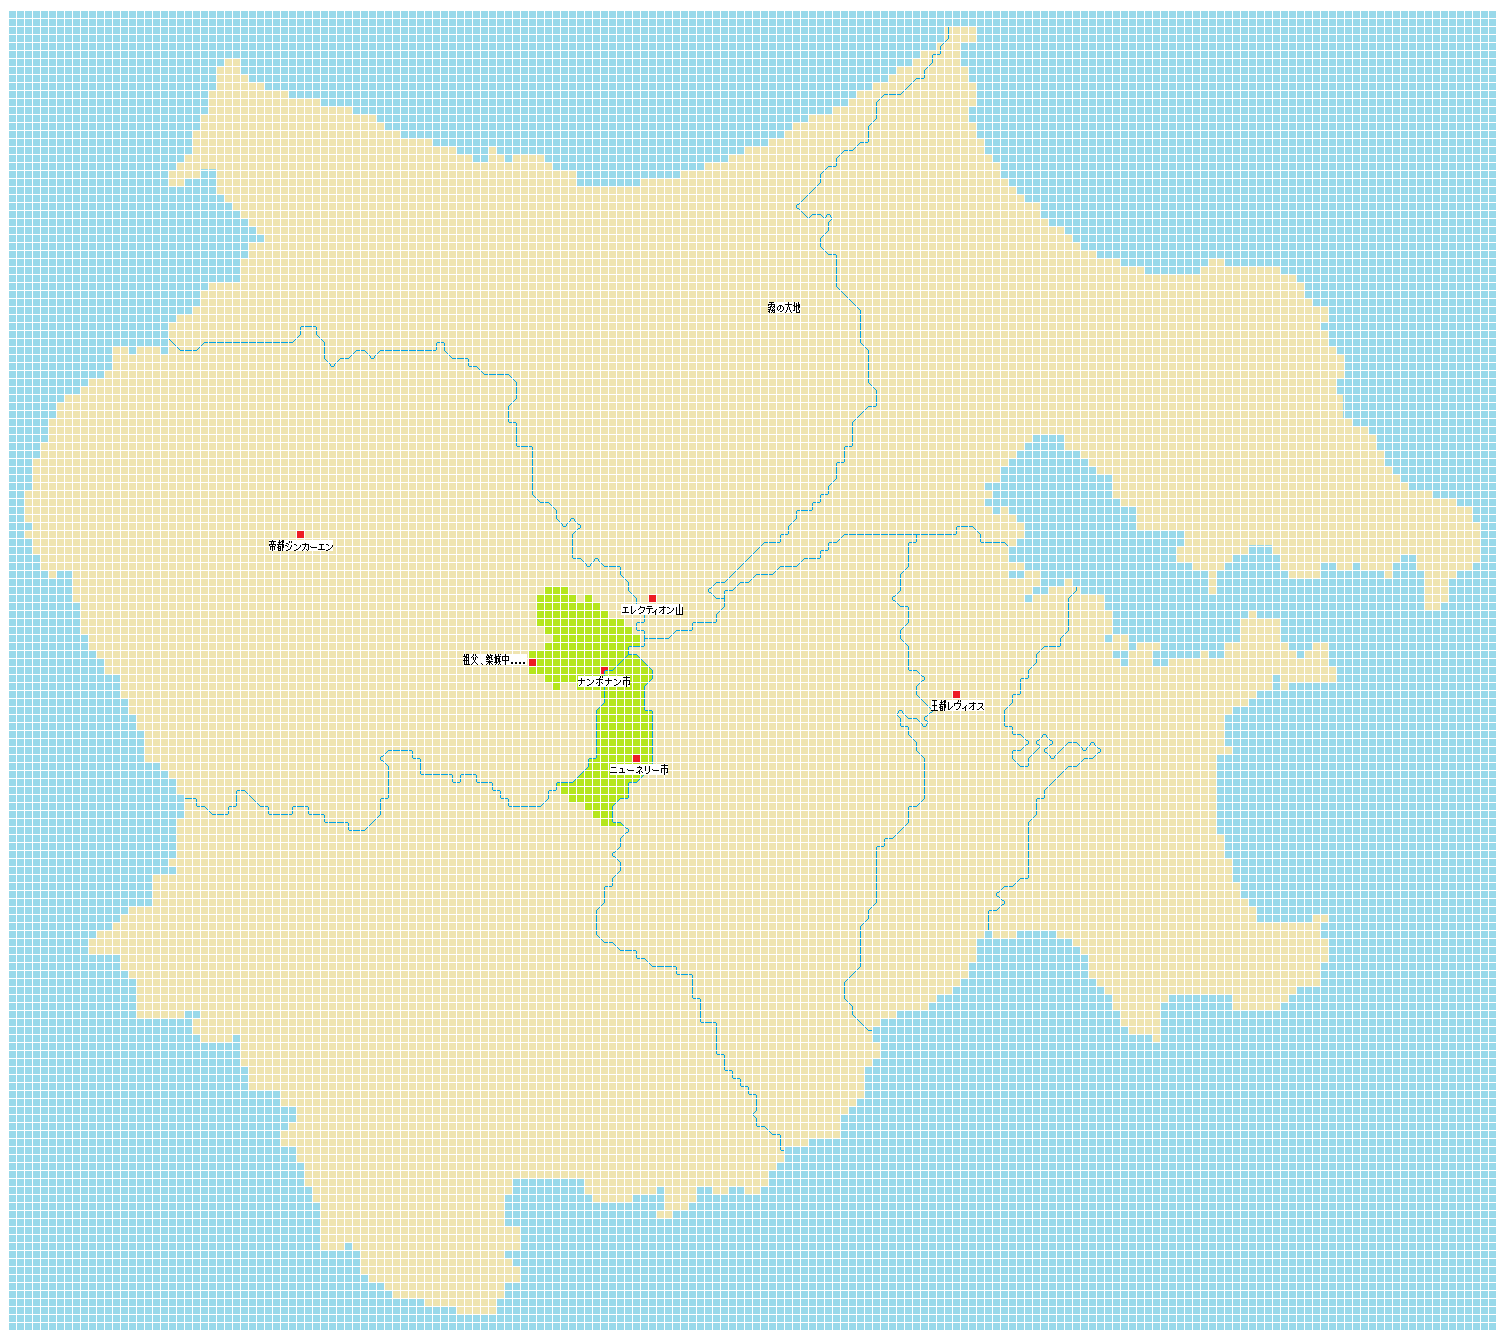 霧の大地
帝都ジンカーエン
エレクティオン山
祖父、築城中....
ナンボナン市
王都レヴィオス
ニューネリー市